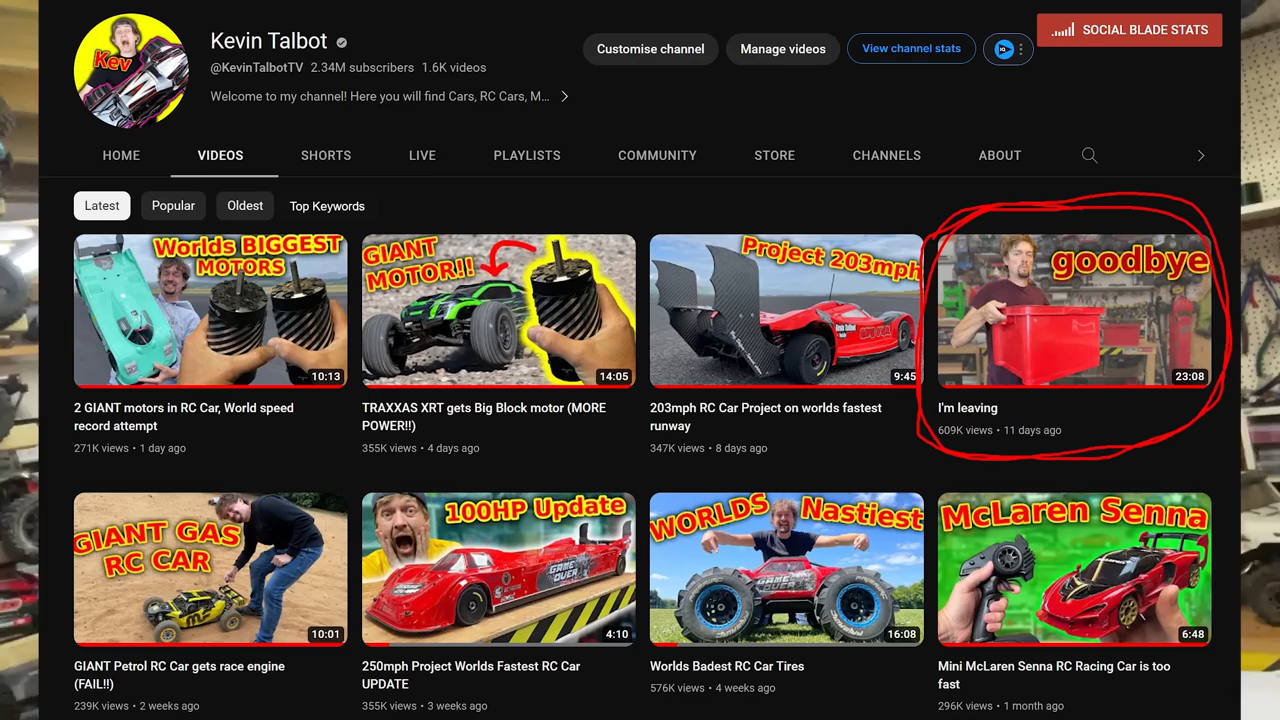 Kev
Kevin Talbot
@KevinTalbotTV 2.34M subscribers 1.6K videos
Welcome to my channel! Here you will find Cars, RC Cars, M...
Customise channel
Manage videos
View channel stats
SOCIAL BLADE STATS
HOME VIDEOS SHORTS LIVE PLAYLISTS COMMUNITY STORE CHANNELS ABOUT
Latest Popular Oldest Top Keywords
Worlds BIGGEST
MOTORS
10:13
2 GIANT motors in RC Car, World speed
record attempt
271K views • 1 day ago
GIANT
MOTOR!!
14:05
TRAXXAS XRT gets Big Block motor (MORE
POWER!!)
355K views • 4 days ago
Project 203mph
9:45
203mph RC Car Project on worlds fastest
runway
347K views • 8 days ago
goodbye
23:08
I'm leaving
609K views • 11 days ago
GIANT GAS
RC CAR
10:01
GIANT Petrol RC Car gets race engine
(FAIL!!)
239K views • 2 weeks ago
100HP Update
GAME OVER
4:10
250mph Project Worlds Fastest RC Car
UPDATE
355K views • 3 weeks ago
WORLDS Nastiest
GAME OVER
16:08
Worlds Badest RC Car Tires
576K views • 4 weeks ago
McLaren Senna
6:48
Mini McLaren Senna RC Racing Car is too
fast
296K views • 1 month ago